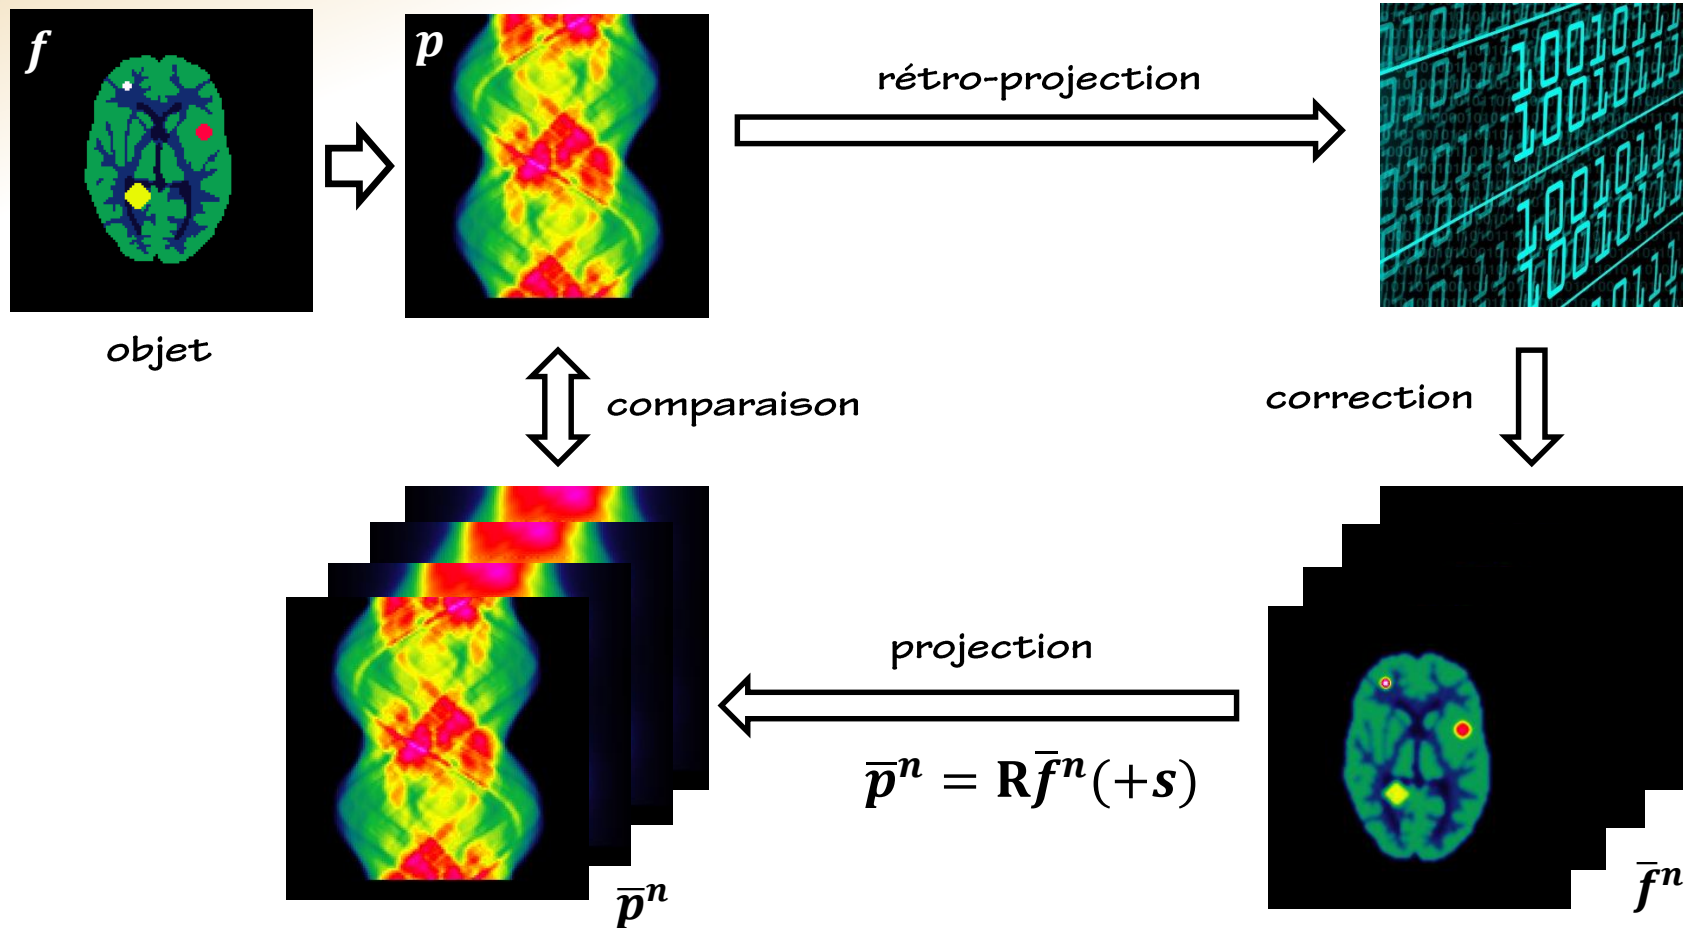 f
p
rétro-projection
objet
comparaison
correction
projection
p̅ⁿ = Rf̅ⁿ(+s)
p̅ⁿ
f̅ⁿ